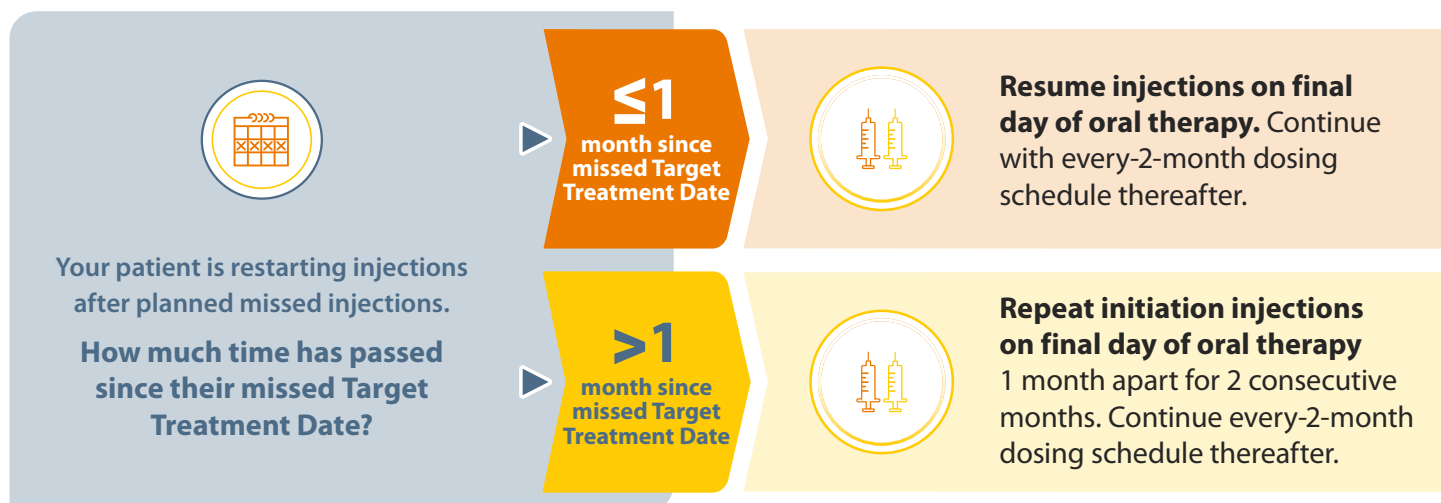 Your patient is restarting injections
after planned missed injections.
How much time has passed
since their missed Target
Treatment Date?
≤1
month since
missed Target
Treatment Date
Resume injections on final
day of oral therapy. Continue
with every-2-month dosing
schedule thereafter.
>1
month since
missed Target
Treatment Date
Repeat initiation injections
on final day of oral therapy
1 month apart for 2 consecutive
months. Continue every-2-month
dosing schedule thereafter.